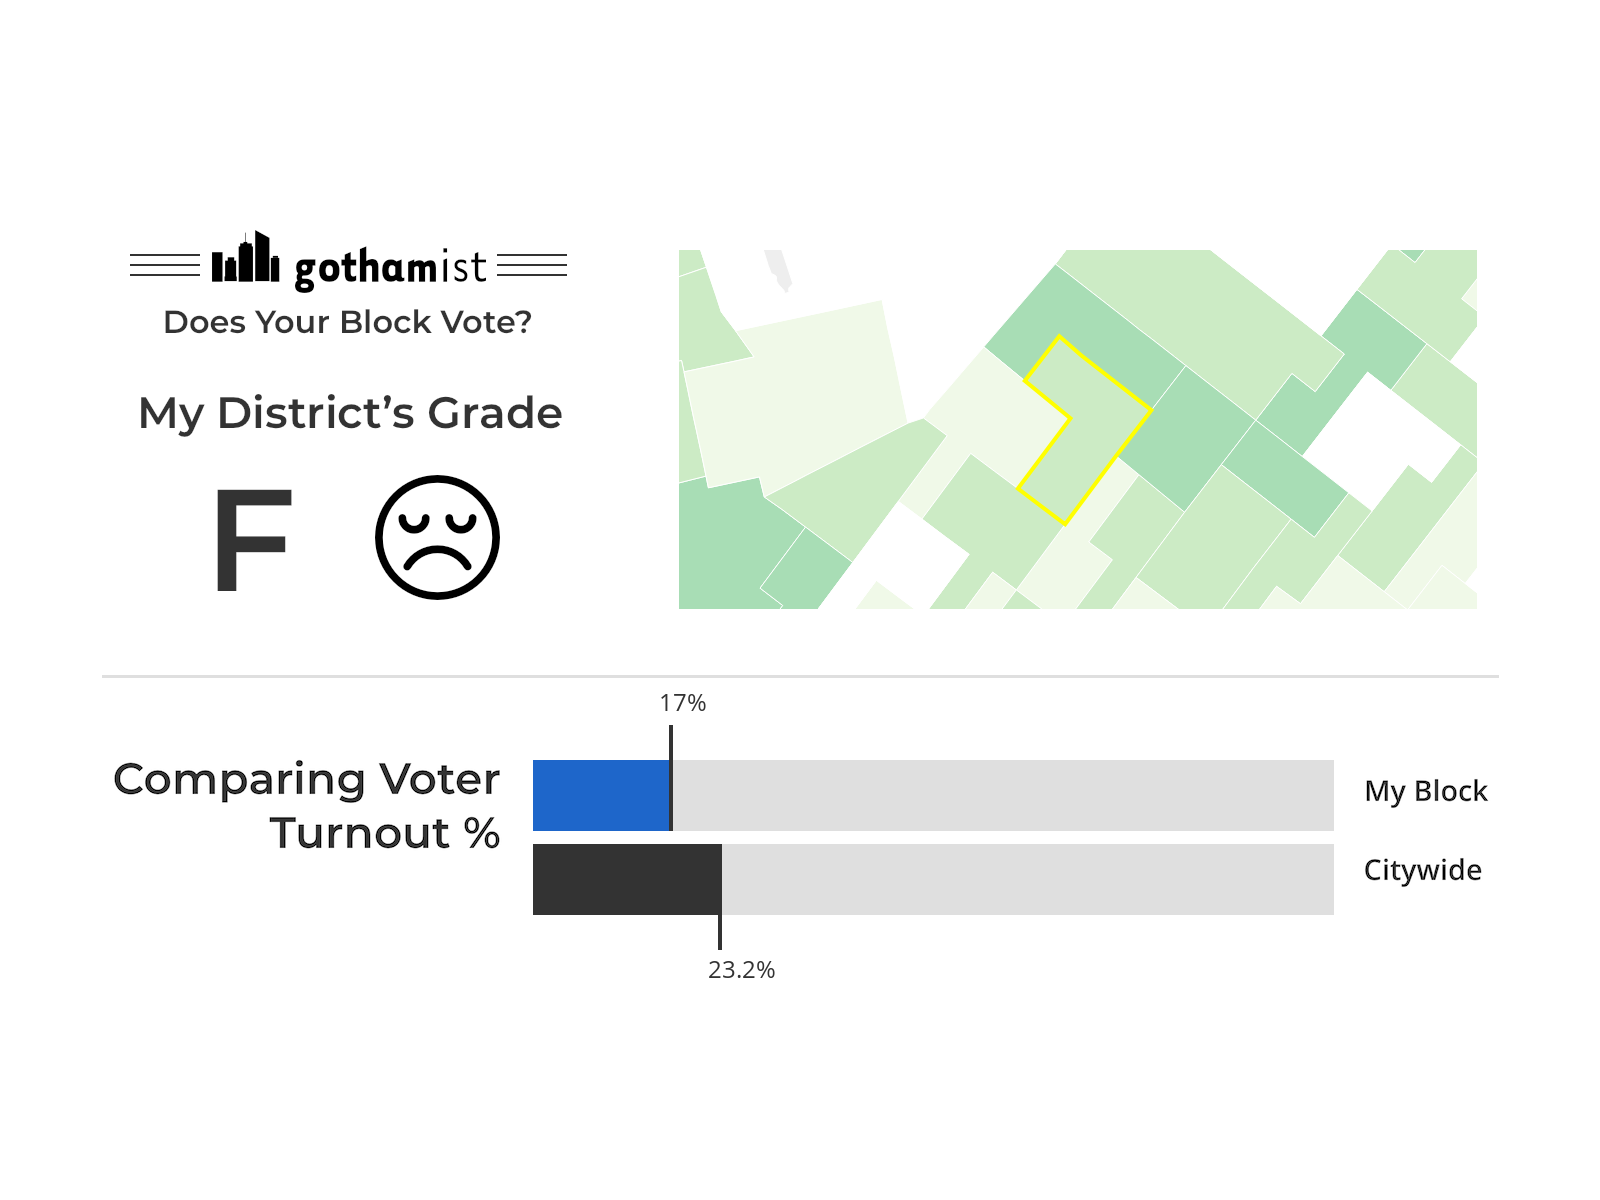 gothamist
Does Your Block Vote?
My District’s Grade
F
17%
Comparing Voter
Turnout %
My Block
Citywide
23.2%